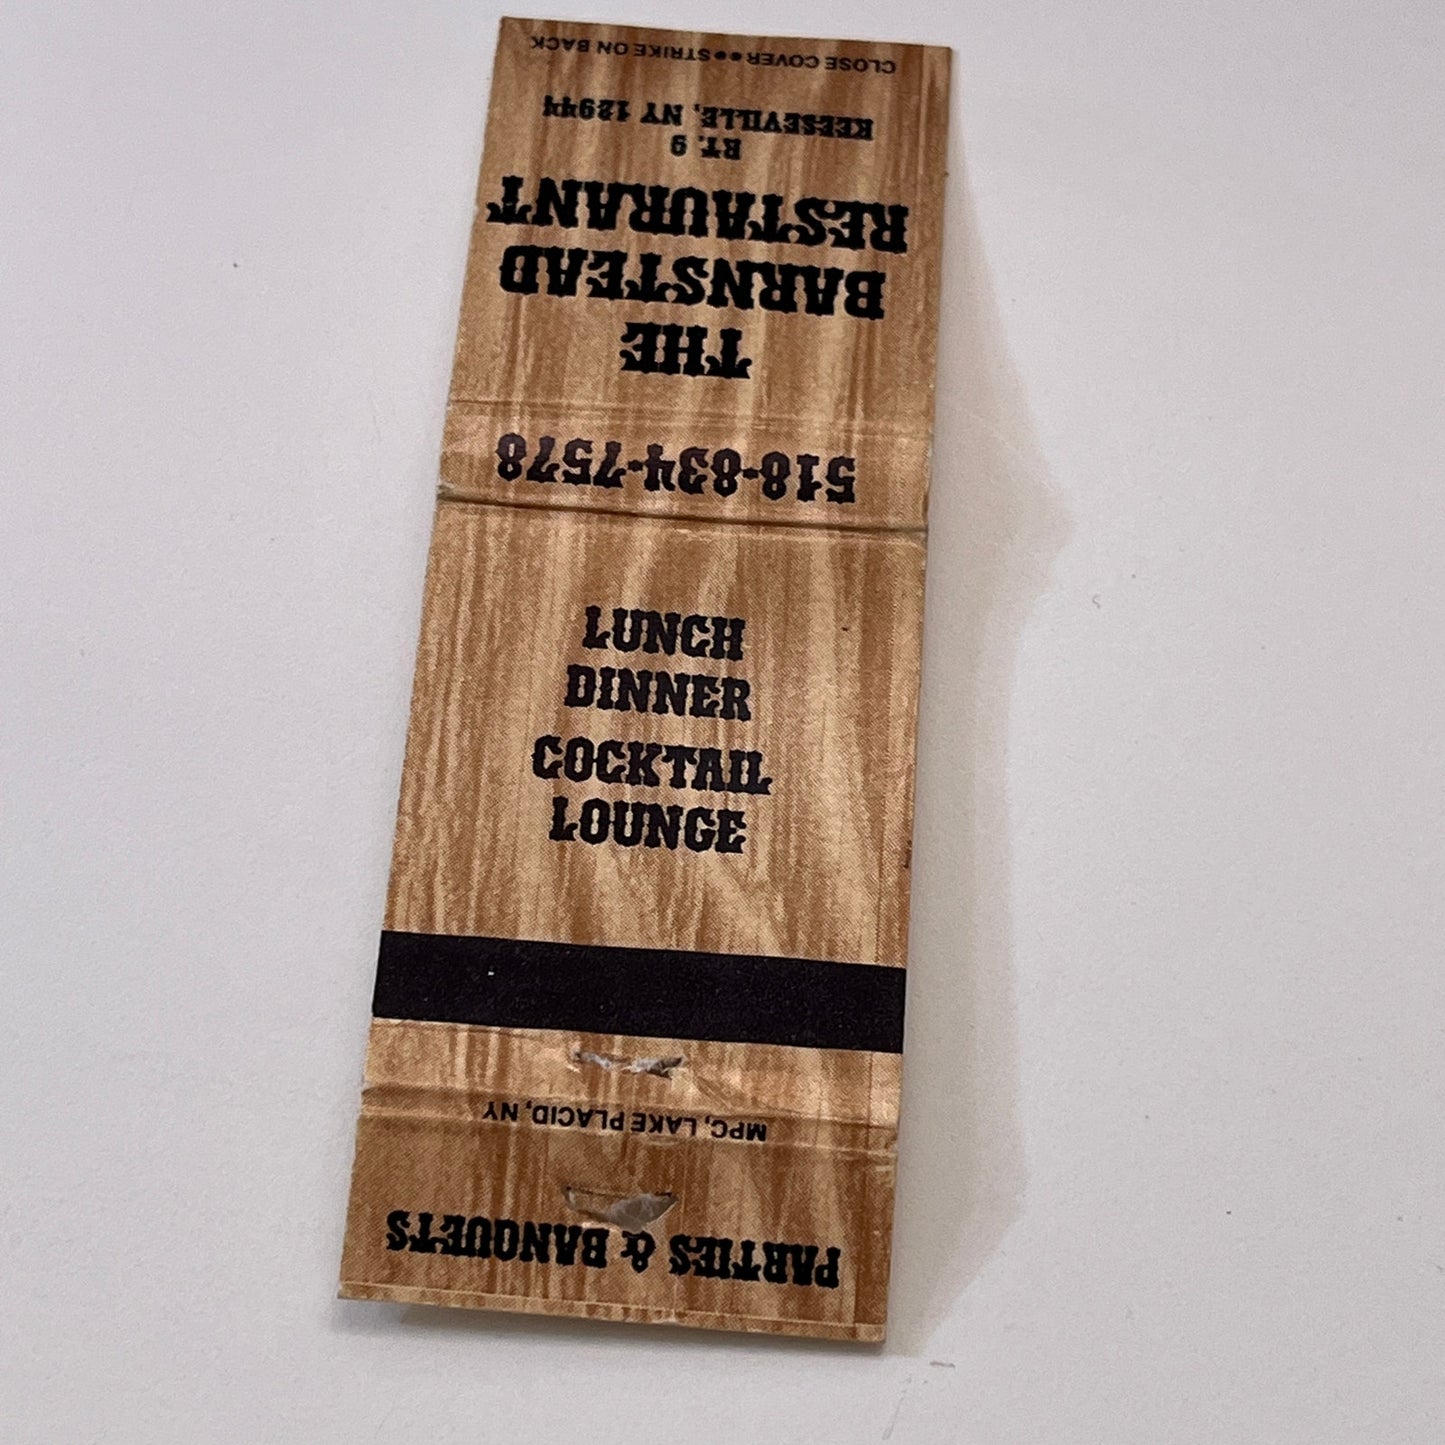 THE
BARNSTEAD
RESTAURANT
RT. 9
KEESEVILLE, NY 12944
CLOSE COVER●●STRIKE ON BACK
518-834-7578
LUNCH
DINNER
COCKTAIL
LOUNGE
MPC, LAKE PLACID, NY
PARTIES & BANQUETS